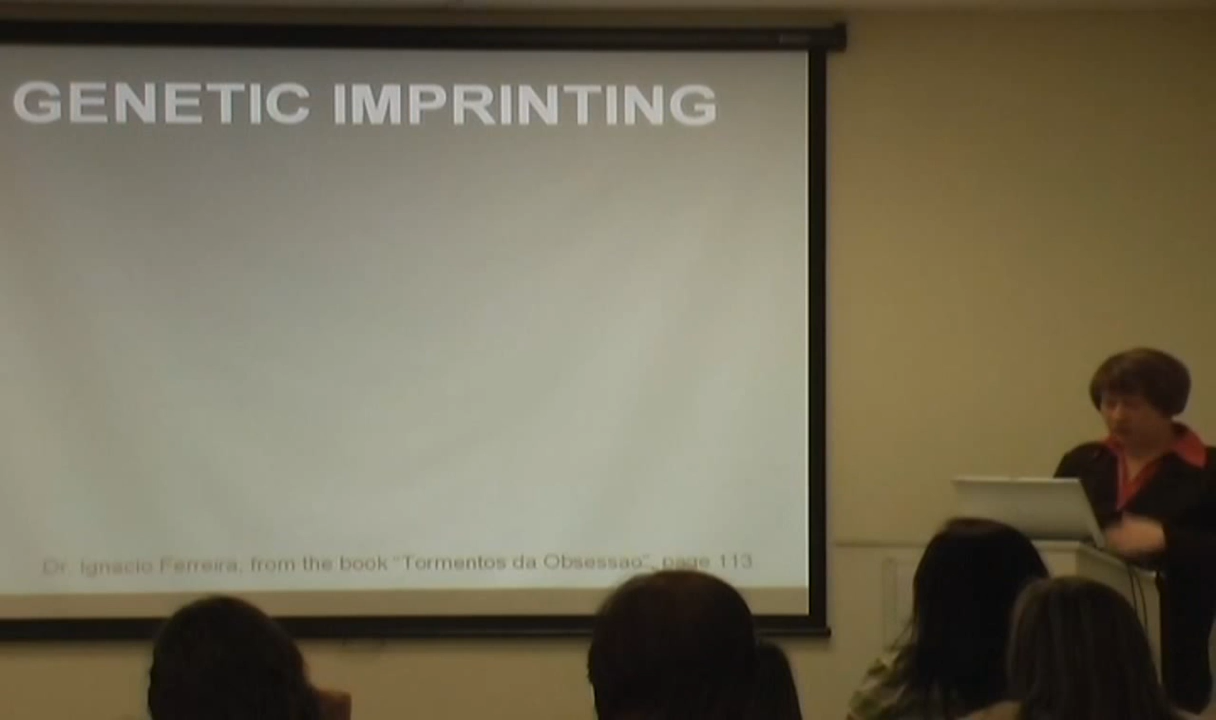 GENETIC IMPRINTING
Dr. Ignacio Ferreira, from the book "Tormentos da Obsessao", page 113